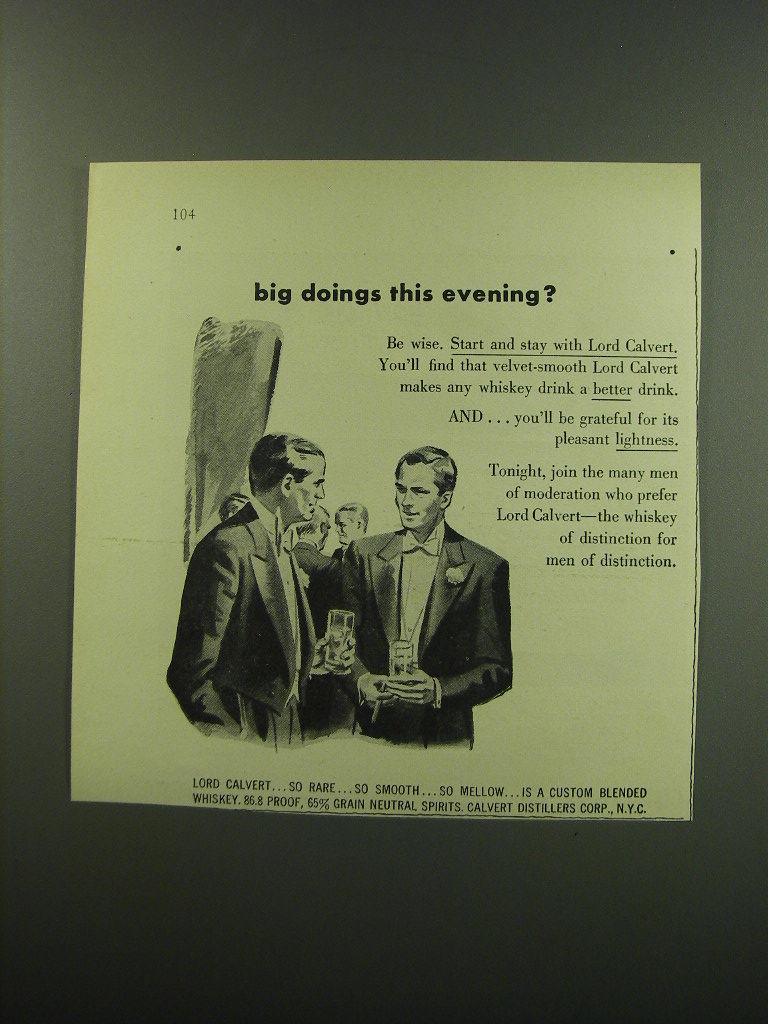 104
big doings this evening?
Be wise. Start and stay with Lord Calvert.
You'll find that velvet-smooth Lord Calvert
makes any whiskey drink a better drink.
AND . . . you'll be grateful for its
pleasant lightness.
Tonight, join the many men
of moderation who prefer
Lord Calvert—the whiskey
of distinction for
men of distinction.
LORD CALVERT...SO RARE...SO SMOOTH...SO MELLOW...IS A CUSTOM BLENDED
WHISKEY. 86.8 PROOF, 65% GRAIN NEUTRAL SPIRITS. CALVERT DISTILLERS CORP., N.Y.C.